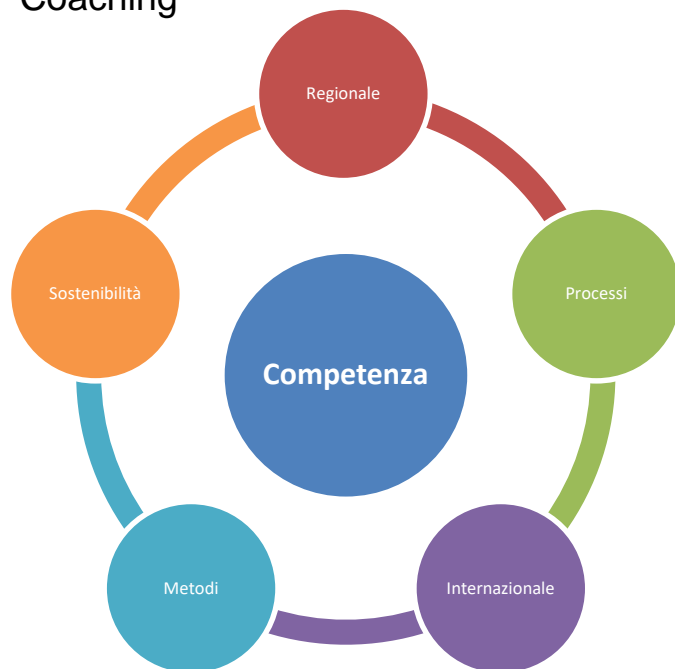 Coaching
Regionale
Sostenibilità
Processi
Competenza
Metodi
Internazionale